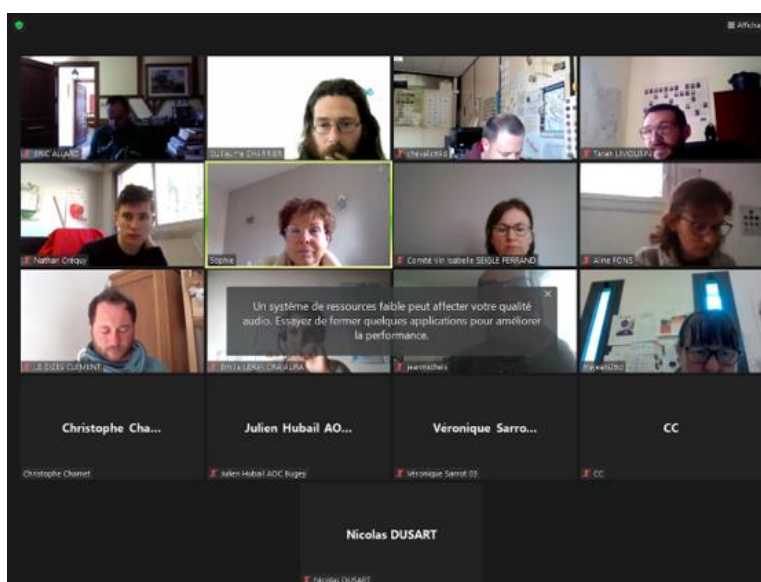 Affichag
ERIC ALLARD
Guillaume CHARRIER
chevalie69d
Nathan Créquy
Sophie
Comité Vin Isabelle SEIGLE FERRAND
Aline FONS
Un système de ressources faible peut affecter votre qualité
audio. Essayez de fermer quelques applications pour améliorer
la performance.
LE DIZES CLEMENT
jeanmichels
Christophe Cha...
Julien Hubail AO...
Véronique Sarro...
CC
Christophe Chamet
Julien Hubail AOC Bugey
Véronique Sarrot 03
CC
Nicolas DUSART
Nicolas DUSART